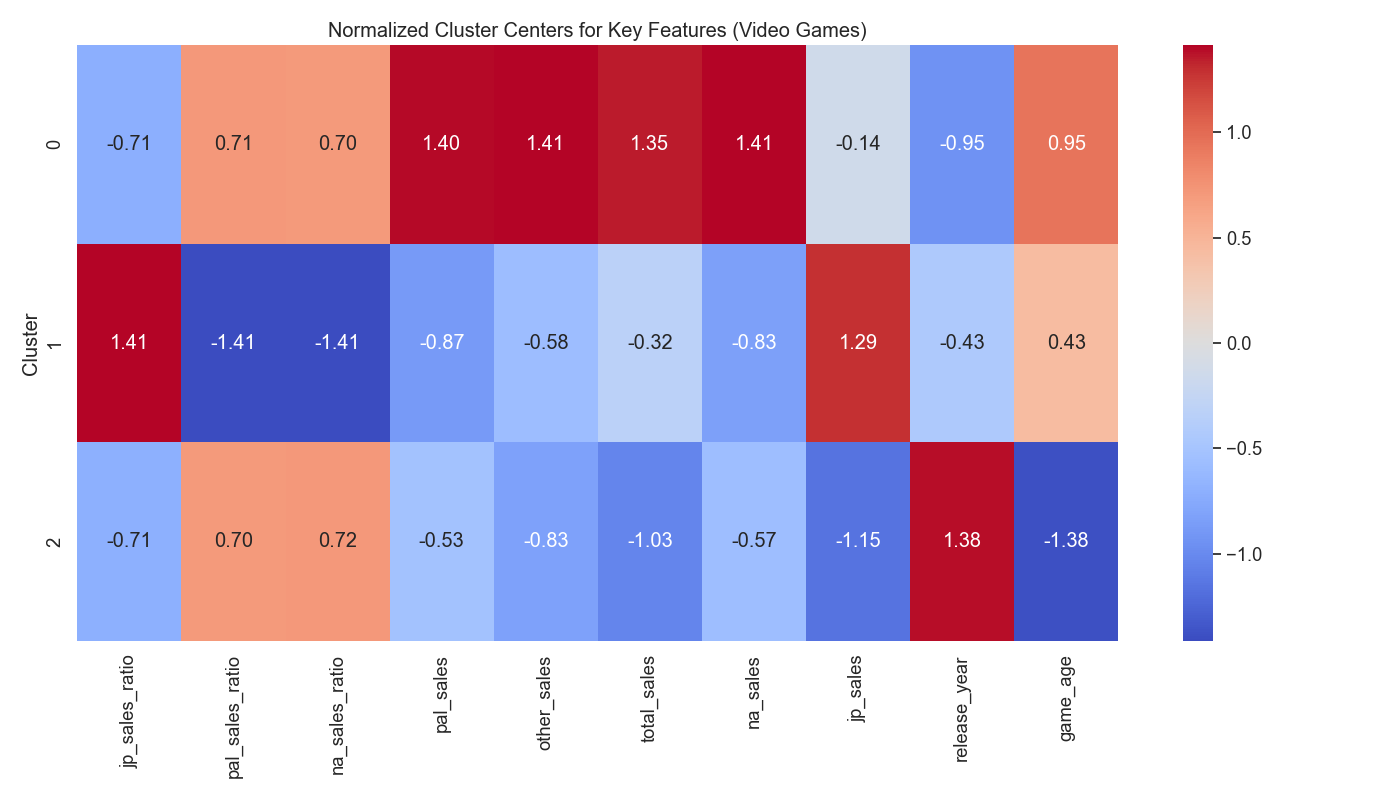 Normalized Cluster Centers for Key Features (Video Games)
Cluster
0
-0.71 0.71 0.70 1.40 1.41 1.35 1.41 -0.14 -0.95 0.95
1
1.41 -1.41 -1.41 -0.87 -0.58 -0.32 -0.83 1.29 -0.43 0.43
2
-0.71 0.70 0.72 -0.53 -0.83 -1.03 -0.57 -1.15 1.38 -1.38
jp_sales_ratio
pal_sales_ratio
na_sales_ratio
pal_sales
other_sales
total_sales
na_sales
jp_sales
release_year
game_age
1.0
0.5
0.0
−0.5
−1.0